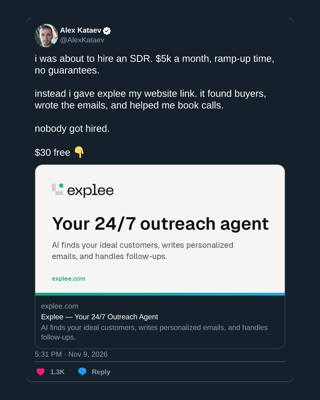 Alex Kataev
@AlexKataev
i was about to hire an SDR. $5k a month, ramp-up time,
no guarantees.
instead i gave explee my website link. it found buyers,
wrote the emails, and helped me book calls.
nobody got hired.
$30 free 👇
explee
Your 24/7 outreach agent
AI finds your ideal customers, writes personalized
emails, and handles follow-ups.
explee.com
explee.com
Explee — Your 24/7 Outreach Agent
AI finds your ideal customers, writes personalized emails, and handles
follow-ups.
5:31 PM · Nov 9, 2026
1.3K Reply